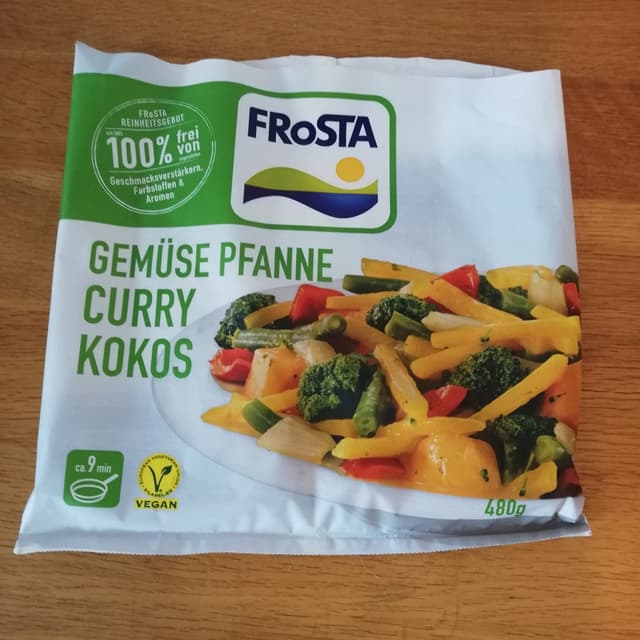 FRoSTA
REINHEITSGEBOT
100% frei von
Geschmacksverstärkern,
Farbstoffen &
Aromen
FRoSTA
GEMÜSE PFANNE
CURRY
KOKOS
ca. 9 min
VEGAN
480g